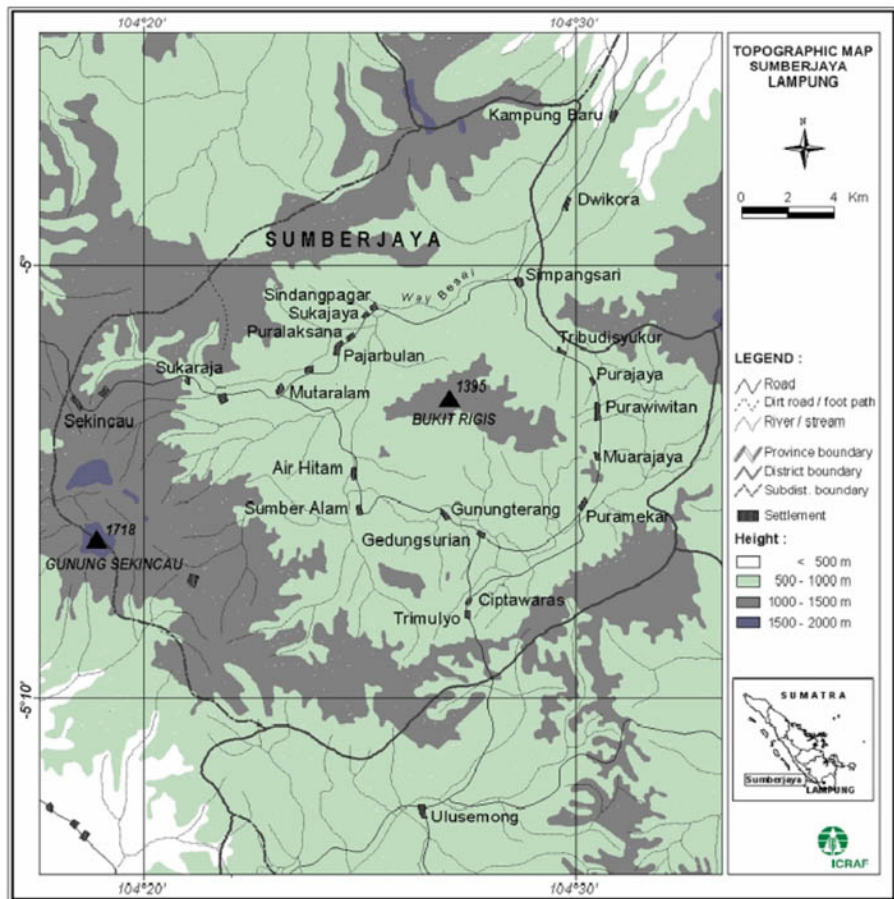 104°20'
104°30'
TOPOGRAPHIC MAP
SUMBERJAYA
LAMPUNG
N
0 2 4 Km
Kampung Baru
Dwikora
SUMBERJAYA
5°
Simpangsari
Way Besai
Sindangpagar
Sukajaya
Puralaksana
Pajarbulan
Tribudisyukur
Sukaraja
Mutaralam
Purajaya
1395
BUKIT RIGIS
Purawiwitan
Sekincau
Muarajaya
Air Hitam
Sumber Alam
Gunungterang
Puramekar
Gedungsurian
1718
GUNUNG SEKINCAU
Ciptawaras
Trimulyo
-5°10'
Ulusemong
104°20'
104°30'
LEGEND :
Road
Dirt road / foot path
River / stream
Province boundary
District boundary
Subdist. boundary
Settlement
Height :
< 500 m
500 - 1000 m
1000 - 1500 m
1500 - 2000 m
SUMATRA
Sumberjaya
LAMPUNG
ICRAF